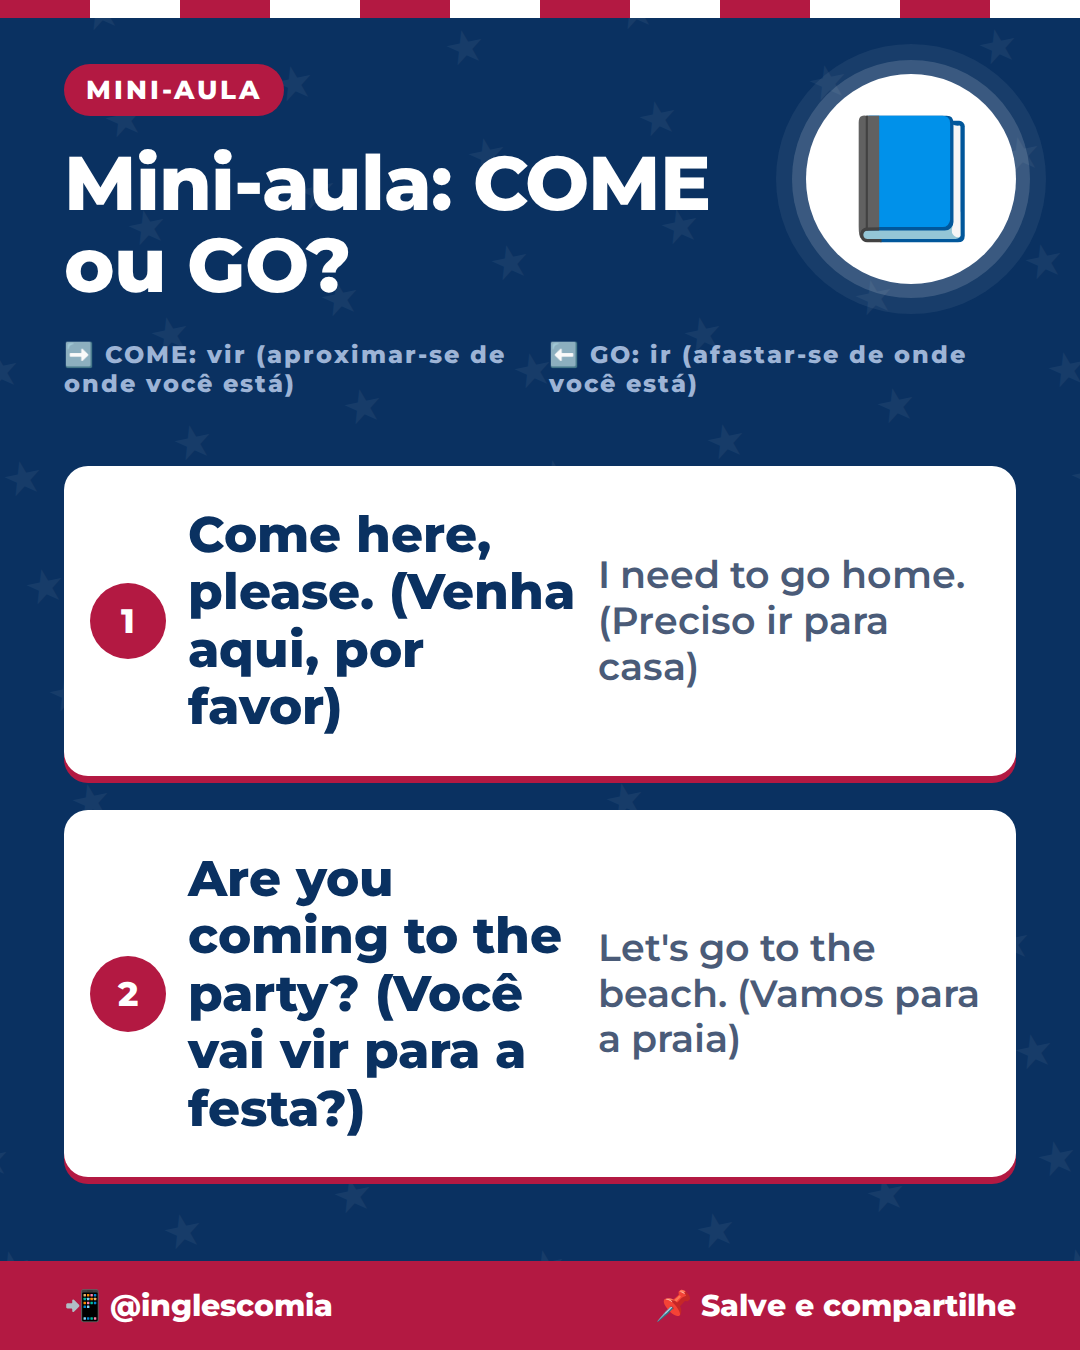 MINI-AULA
Mini-aula: COME
ou GO?
➡️ COME: vir (aproximar-se de
onde você está)
⬅️ GO: ir (afastar-se de onde
você está)
1
Come here,
please. (Venha
aqui, por
favor)
I need to go home.
(Preciso ir para
casa)
2
Are you
coming to the
party? (Você
vai vir para a
festa?)
Let's go to the
beach. (Vamos para
a praia)
📲 @inglescomia
📌 Salve e compartilhe